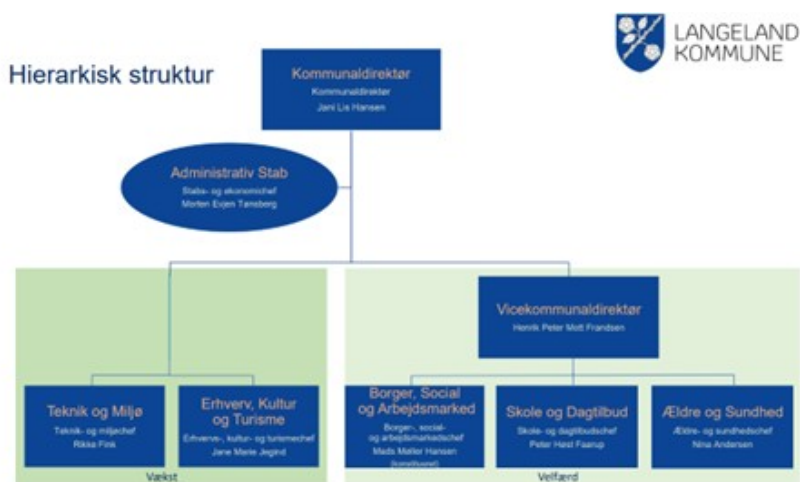 LANGELAND
KOMMUNE
Hierarkisk struktur
Kommunaldirektør
Kommunaldirektør
Jani Lis Hansen
Administrativ Stab
Stabs- og økonomichef
Morten Evjen Tønsberg
Vicekommunaldirektør
Henrik Peter Mott Frandsen
Teknik og Miljø
Teknik- og miljøchef
Rikke Fink
Erhverv, Kultur
og Turisme
Erhvervs-, kultur- og turismechef
Jane Marie Jegind
Borger, Social
og Arbejdsmarked
Borger-, social-
og arbejdsmarkedschef
Mads Møller Hansen
(konstitueret)
Skole og Dagtilbud
Skole- og dagtilbudschef
Peter Høst Faarup
Ældre og Sundhed
Ældre- og sundhedschef
Nina Andersen
Vækst
Velfærd